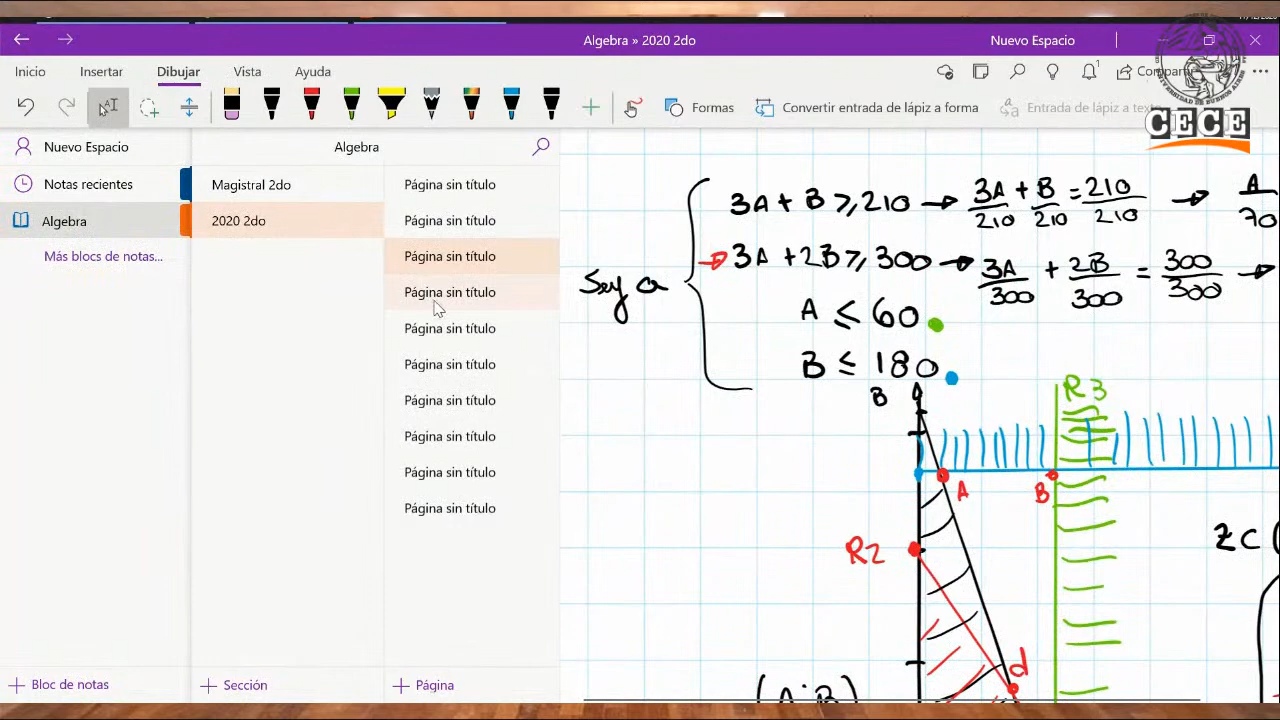 Algebra » 2020 2do
Nuevo Espacio
Inicio
Insertar
Dibujar
Vista
Ayuda
Formas
Convertir entrada de lápiz a forma
Entrada de lápiz a texto
CECE
Nuevo Espacio
Algebra
Notas recientes
Magistral 2do
Página sin título
Algebra
2020 2do
Página sin título
Más blocs de notas...
Página sin título
Página sin título
Página sin título
Página sin título
Página sin título
Página sin título
Página sin título
Página sin título
Bloc de notas
Sección
Página
3A + B ≥ 210 → 3A/210 + B/210 = 210/210 → A/70
3A + 2B ≥ 300 → 3A/300 + 2B/300 = 300/300 →
Sey a
A ≤ 60
B ≤ 180
B
R3
A
B
R2
d
ZC (
(A;B)